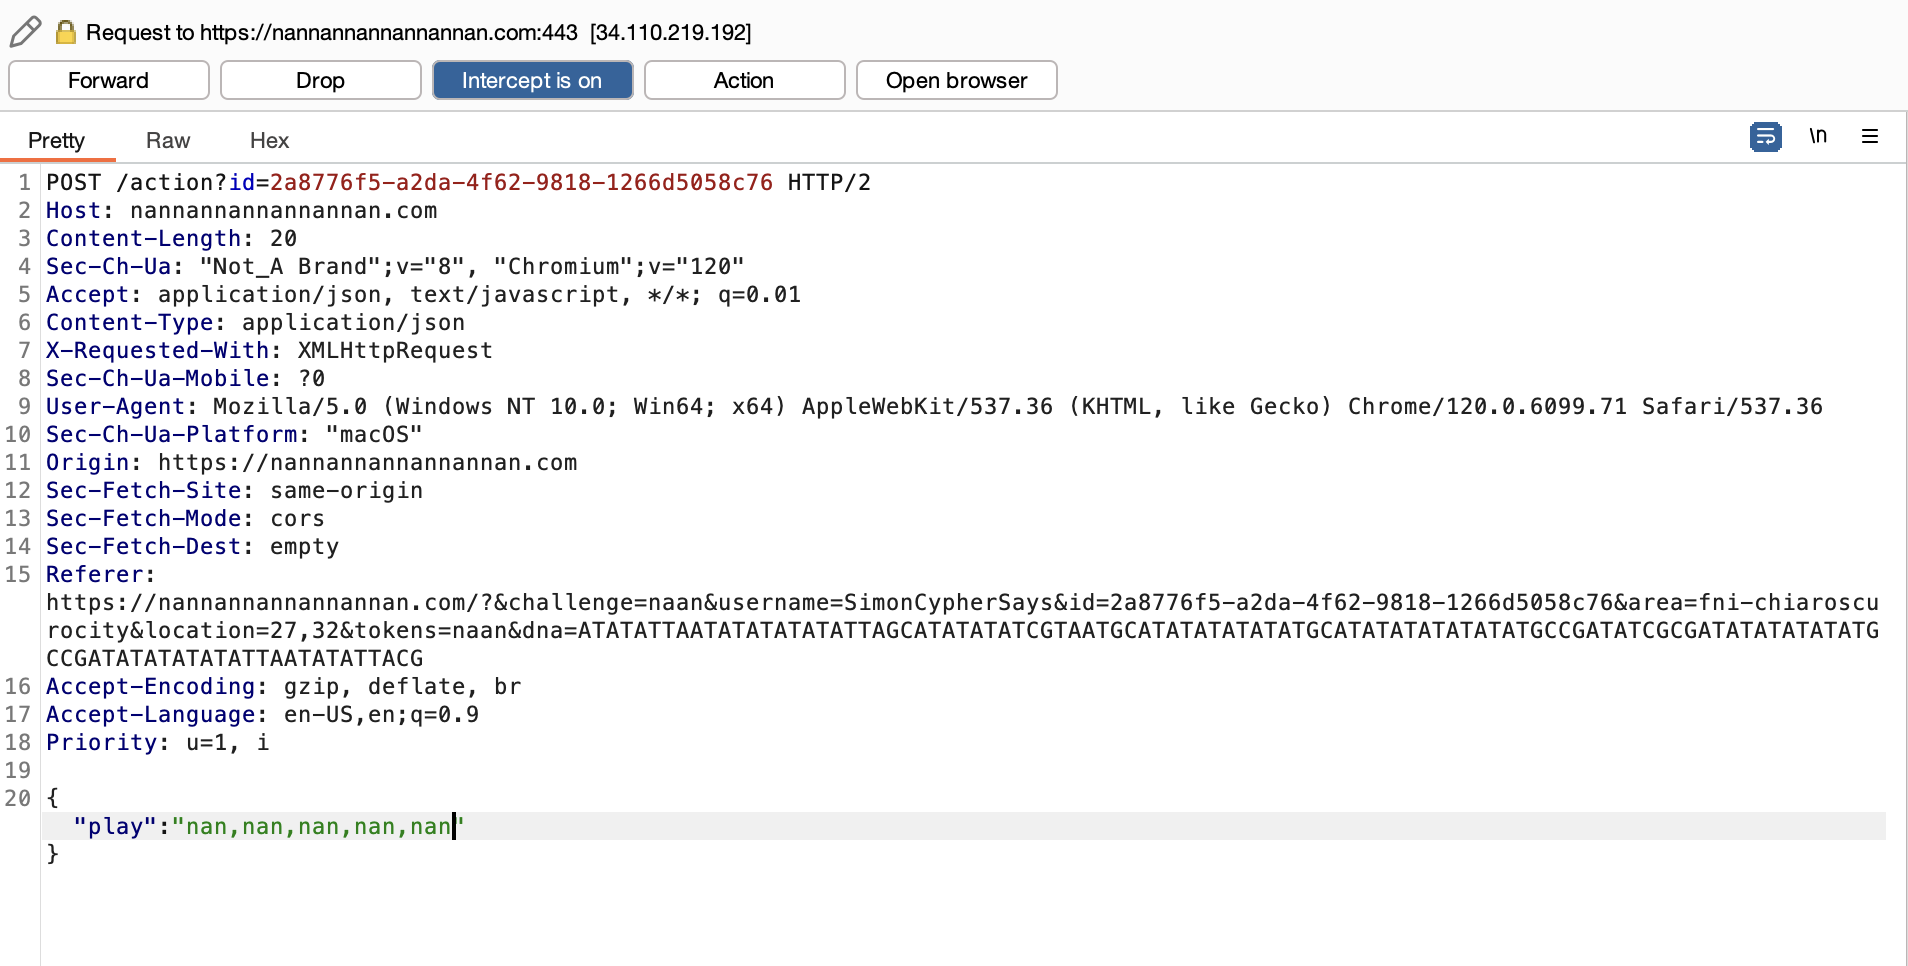 Request to https://nannannannannannan.com:443 [34.110.219.192]
Forward Drop Intercept is on Action Open browser
Pretty Raw Hex \n
1 POST /action?id=2a8776f5-a2da-4f62-9818-1266d5058c76 HTTP/2
2 Host: nannannannannannan.com
3 Content-Length: 20
4 Sec-Ch-Ua: "Not_A Brand";v="8", "Chromium";v="120"
5 Accept: application/json, text/javascript, */*; q=0.01
6 Content-Type: application/json
7 X-Requested-With: XMLHttpRequest
8 Sec-Ch-Ua-Mobile: ?0
9 User-Agent: Mozilla/5.0 (Windows NT 10.0; Win64; x64) AppleWebKit/537.36 (KHTML, like Gecko) Chrome/120.0.6099.71 Safari/537.36
10 Sec-Ch-Ua-Platform: "macOS"
11 Origin: https://nannannannannannan.com
12 Sec-Fetch-Site: same-origin
13 Sec-Fetch-Mode: cors
14 Sec-Fetch-Dest: empty
15 Referer:
https://nannannannannannan.com/?&challenge=naan&username=SimonCypherSays&id=2a8776f5-a2da-4f62-9818-1266d5058c76&area=fni-chiaroscu
rocity&location=27,32&tokens=naan&dna=ATATATTAATATATATATATTAGCATATATATCGTAATGCATATATATATATGCATATATATATATATGCCGATATCGCGATATATATATATG
CCGATATATATATATTAATATATTACG
16 Accept-Encoding: gzip, deflate, br
17 Accept-Language: en-US,en;q=0.9
18 Priority: u=1, i
19
20 {
"play":"nan,nan,nan,nan,nan"
}